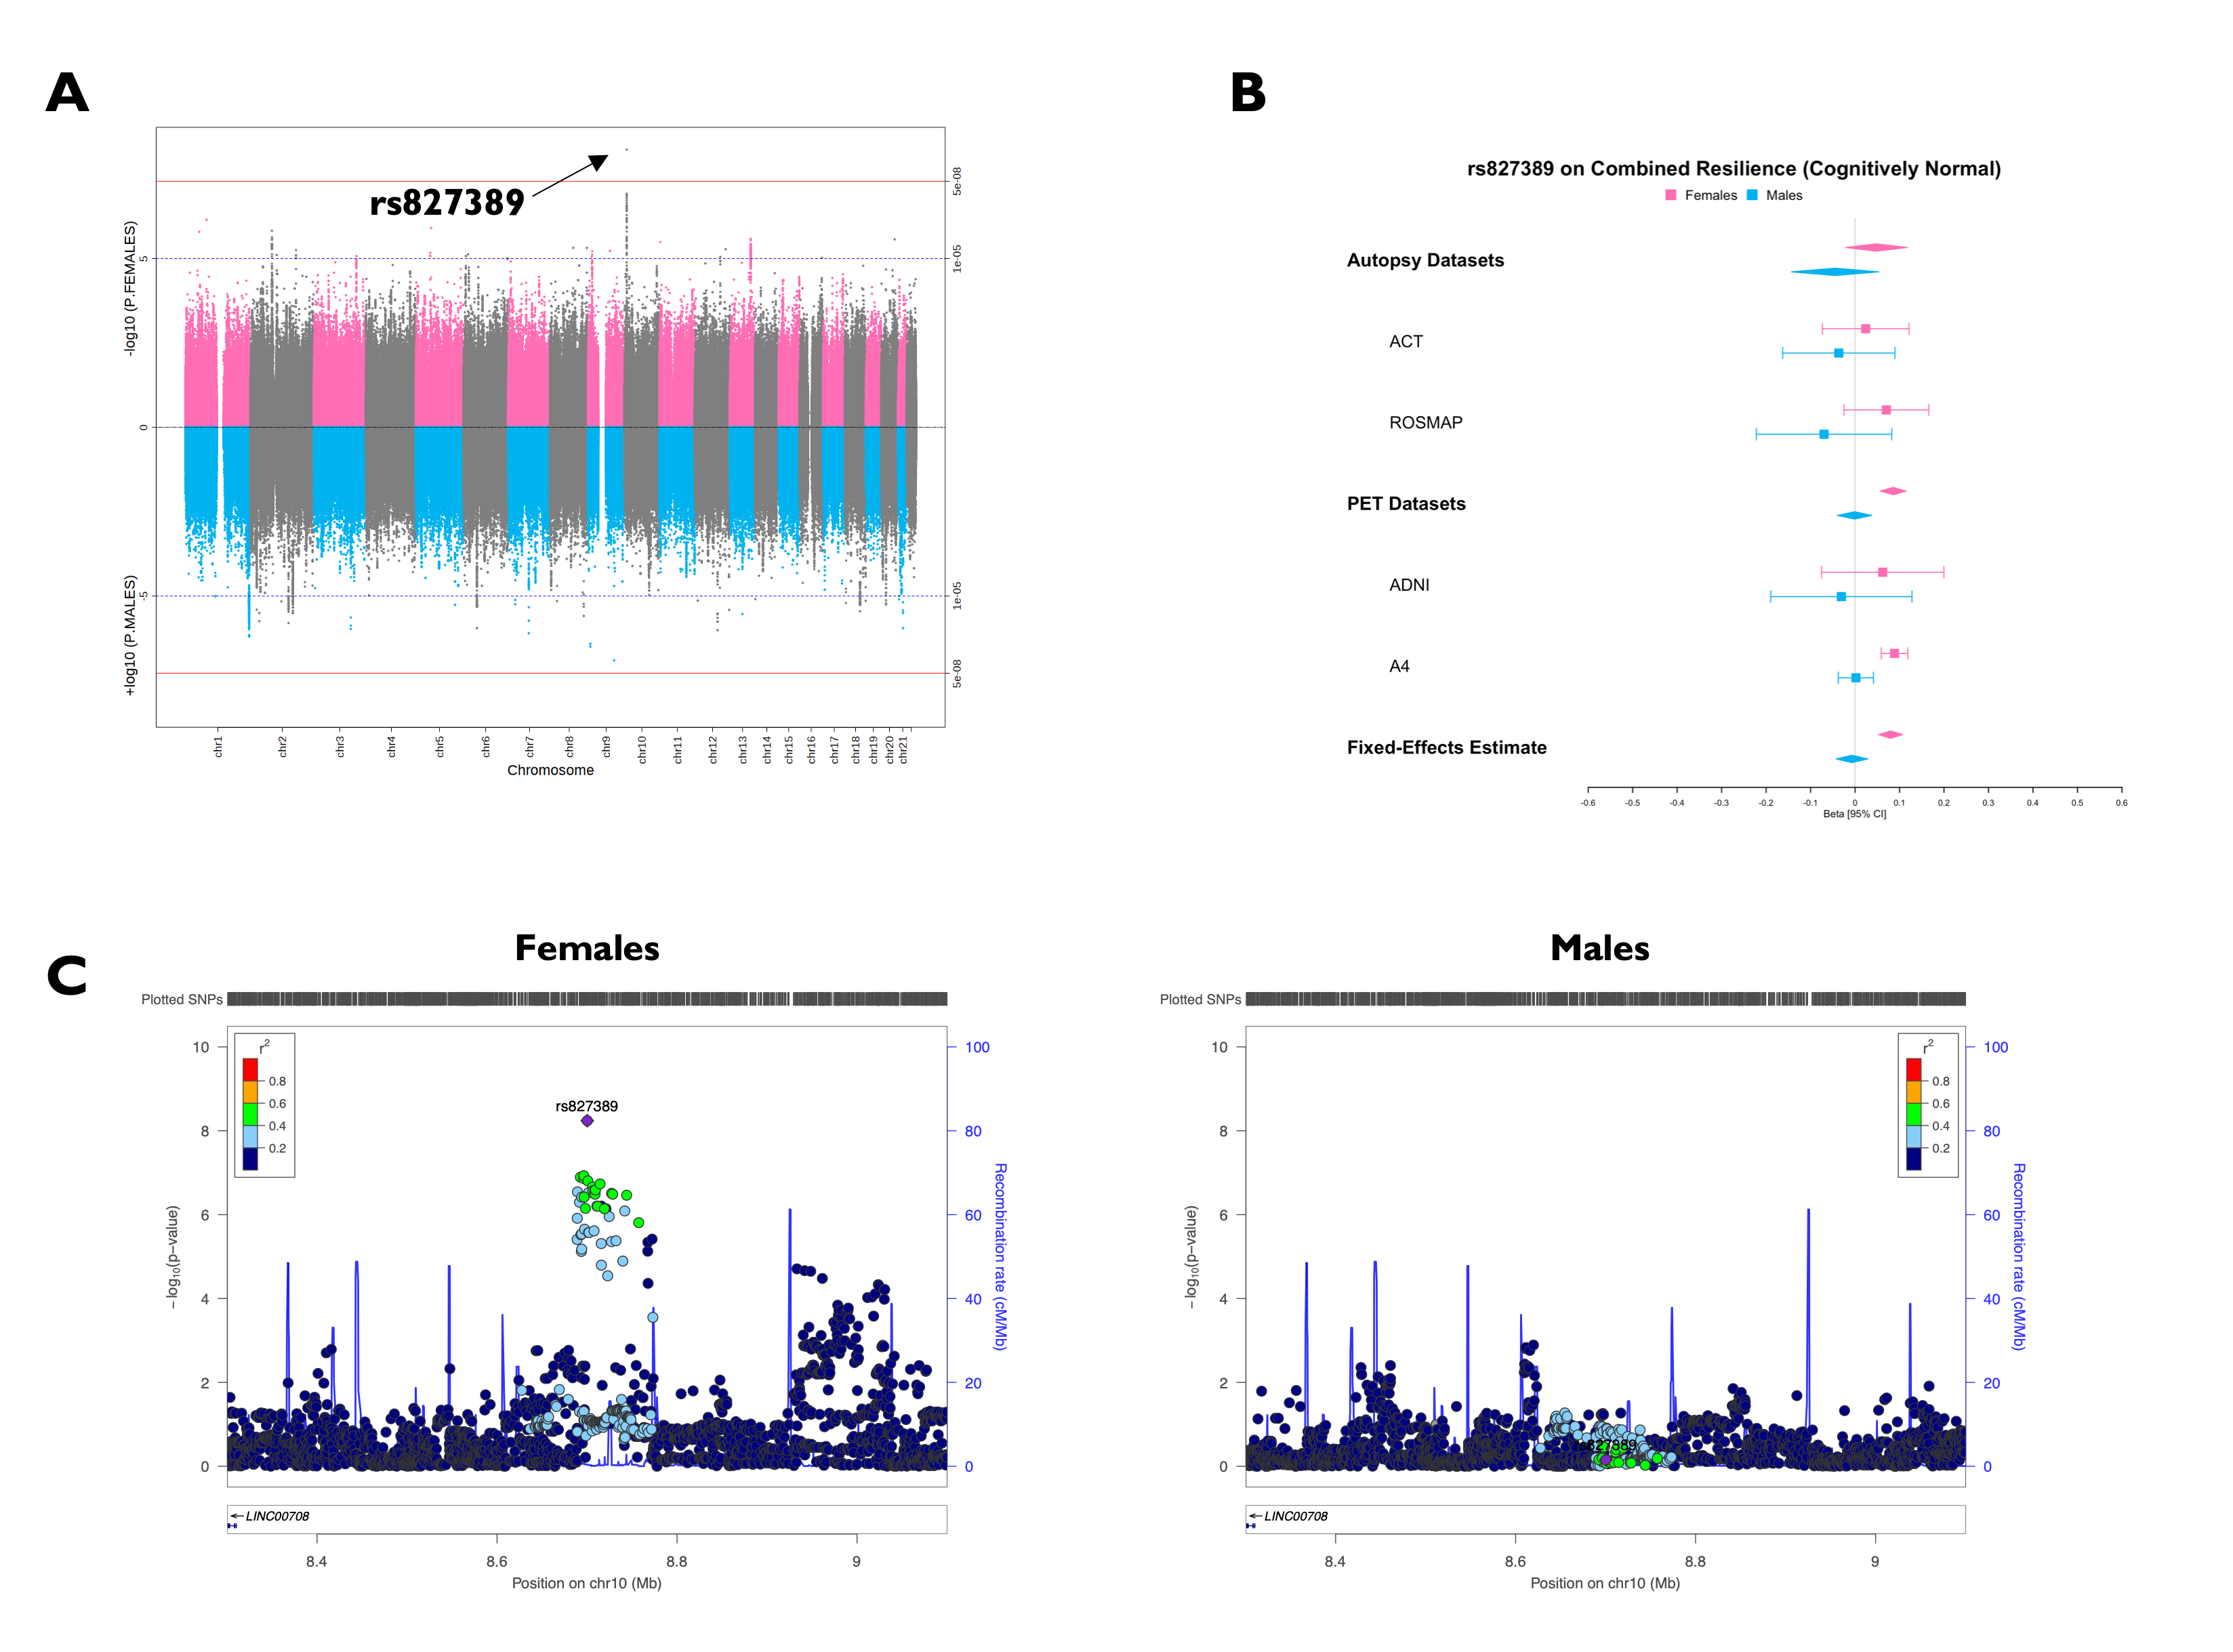 A
rs827389
-log10 (P.FEMALES)
+log10 (P.MALES)
5
0
-5
5e-08
1e-05
1e-05
5e-08
chr1 chr2 chr3 chr4 chr5 chr6 chr7 chr8 chr9 chr10 chr11 chr12 chr13 chr14 chr15 chr16 chr17 chr18 chr19 chr20 chr21
Chromosome
B
rs827389 on Combined Resilience (Cognitively Normal)
Females Males
Autopsy Datasets
ACT
ROSMAP
PET Datasets
ADNI
A4
Fixed-Effects Estimate
-0.6 -0.5 -0.4 -0.3 -0.2 -0.1 0 0.1 0.2 0.3 0.4 0.5 0.6
Beta [95% CI]
C
Females
Plotted SNPs
r2
0.8
0.6
0.4
0.2
rs827389
10
8
6
4
2
0
− log10(p−value)
100
80
60
40
20
0
Recombination rate (cM/Mb)
←LINC00708
8.4 8.6 8.8 9
Position on chr10 (Mb)
Males
Plotted SNPs
r2
0.8
0.6
0.4
0.2
rs827389
10
8
6
4
2
0
− log10(p−value)
100
80
60
40
20
0
Recombination rate (cM/Mb)
←LINC00708
8.4 8.6 8.8 9
Position on chr10 (Mb)